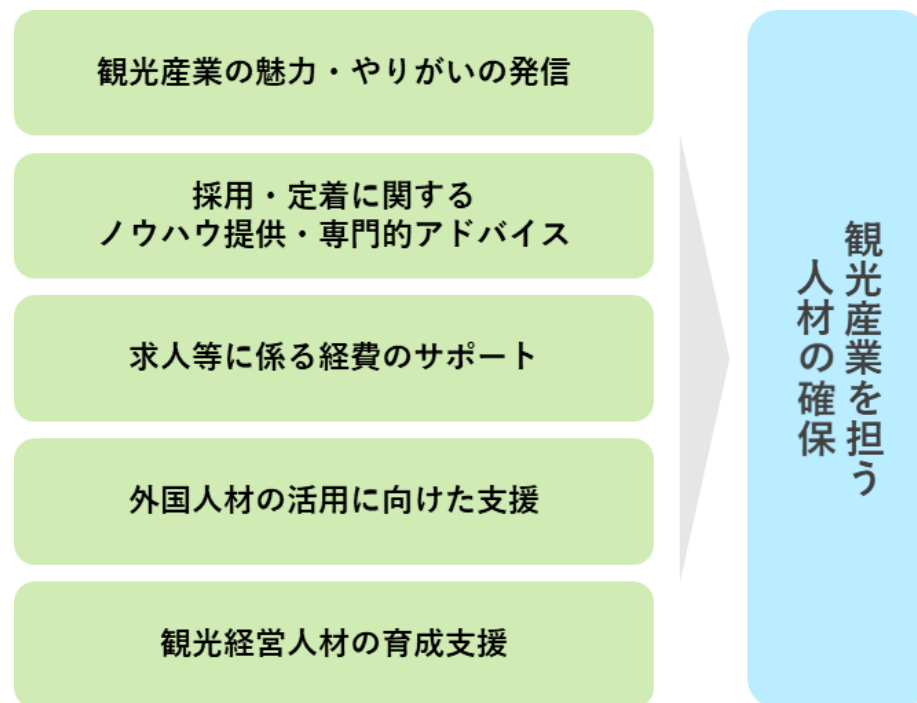 観光産業の魅力・やりがいの発信
採用・定着に関する
ノウハウ提供・専門的アドバイス
求人等に係る経費のサポート
外国人材の活用に向けた支援
観光経営人材の育成支援
観光産業を担う
人材の確保